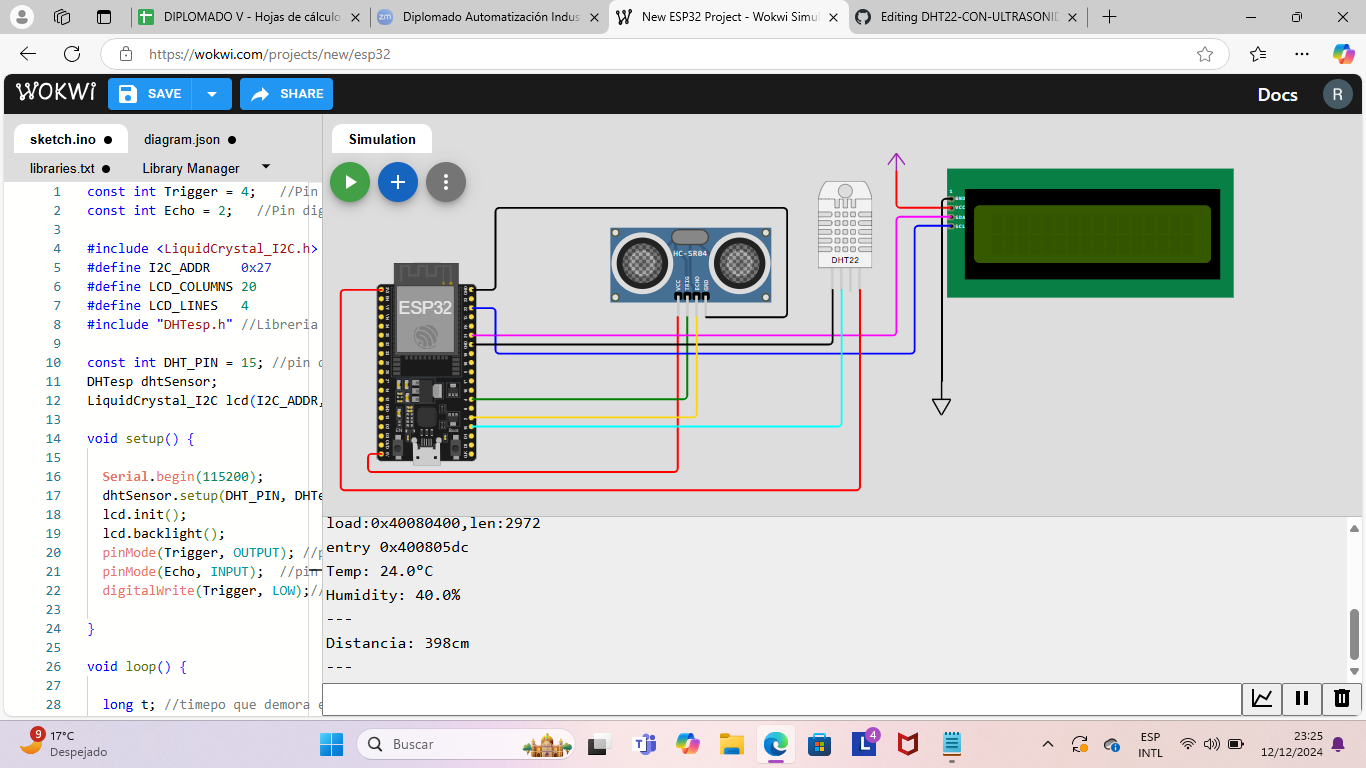 DIPLOMADO V - Hojas de cálculo
zm
Diplomado Automatización Indus
New ESP32 Project - Wokwi Simul
Editing DHT22-CON-ULTRASONID
https://wokwi.com/projects/new/esp32
WOKWI
SAVE
SHARE
Docs
R
sketch.ino
diagram.json
libraries.txt
Library Manager
Simulation
1 const int Trigger = 4; //Pin
2 const int Echo = 2; //Pin dig
3
4 #include <LiquidCrystal_I2C.h>
5 #define I2C_ADDR 0x27
6 #define LCD_COLUMNS 20
7 #define LCD_LINES 4
8 #include "DHTesp.h" //Libreria
9
10 const int DHT_PIN = 15; //pin d
11 DHTesp dhtSensor;
12 LiquidCrystal_I2C lcd(I2C_ADDR,
13
14 void setup() {
15
16 Serial.begin(115200);
17 dhtSensor.setup(DHT_PIN, DHTe
18 lcd.init();
19 lcd.backlight();
20 pinMode(Trigger, OUTPUT); //p
21 pinMode(Echo, INPUT); //pin
22 digitalWrite(Trigger, LOW);//
23
24 }
25
26 void loop() {
27
28 long t; //timepo que demora e
ESP32
HC-SR04
VCC
TRIG
ECHO
GND
DHT22
1
GND
VCC
SDA
SCL
load:0x40080400,len:2972
entry 0x400805dc
Temp: 24.0ºC
Humidity: 40.0%
---
Distancia: 398cm
---
9
17°C
Despejado
Buscar
4
ESP
INTL
23:25
12/12/2024